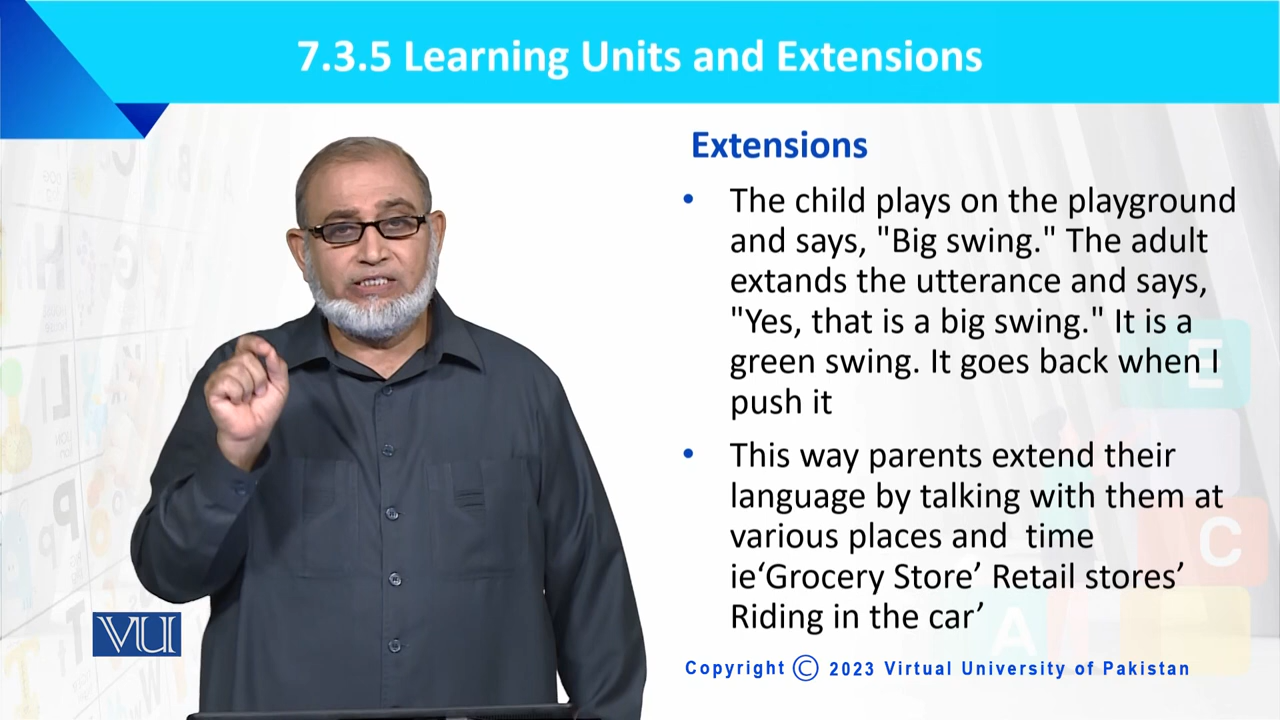 7.3.5 Learning Units and Extensions
Extensions
• The child plays on the playground
and says, "Big swing." The adult
extands the utterance and says,
"Yes, that is a big swing." It is a
green swing. It goes back when I
push it
• This way parents extend their
language by talking with them at
various places and  time
ie‘Grocery Store’ Retail stores’
Riding in the car’
VU
Copyright © 2023 Virtual University of Pakistan
E
C
A